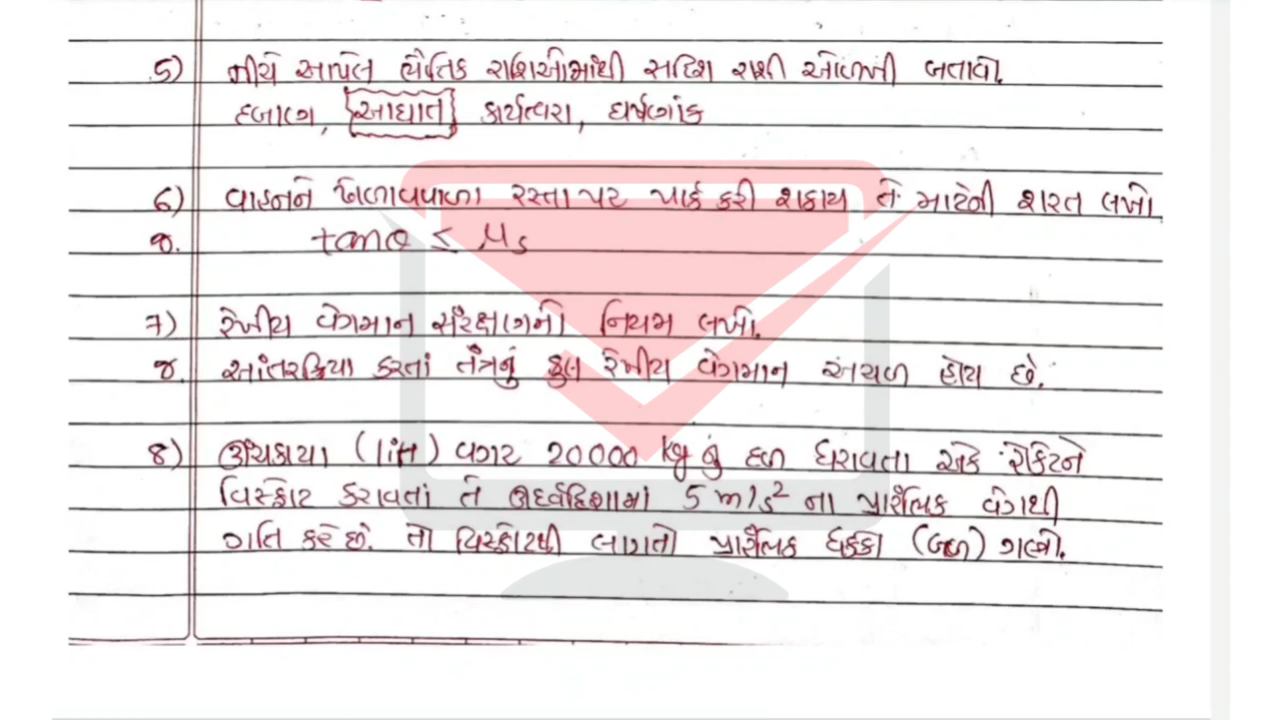 5) નીચે આપેલ ભૌતિક રાશિઓમાંથી સદિશ રાશી ઓળખી બતાવો.
દબાણ, આઘાત, કાર્યત્વરા, ઘર્ષણાંક
6) વાહનને ઢોળાવવાળા રસ્તા પર પાર્ક કરી શકાય તે માટેની શરત લખો
જ. tanθ ≤ μs
7) રેખીય વેગમાન સંરક્ષણનો નિયમ લખો.
જ. આંતરક્રિયા કરતાં તંત્રનું કુલ રેખીય વેગમાન અચળ હોય છે.
8) ઊંચકાયા (lift) વગર 20000 kg નું દળ ધરાવતા એક રોકેટને
વિસ્ફોટ કરાવતાં તે ઊર્ધ્વદિશામાં 5 m/s² ના પ્રારંભિક વેગથી
ગતિ કરે છે. તો વિસ્ફોટથી લાગતો પ્રારંભિક ધક્કો (બળ) ગણો.